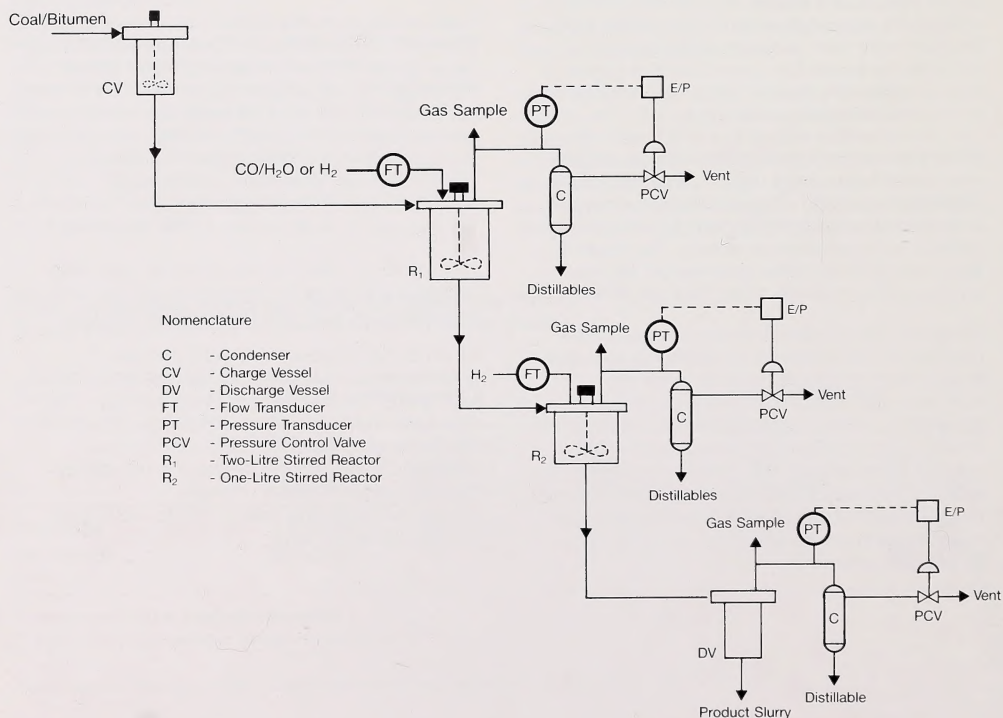 Coal/Bitumen
CV
CO/H₂O or H₂
FT
R₁
Gas Sample
PT
E/P
C
PCV
Vent
Distillables
H₂
FT
R₂
Gas Sample
PT
E/P
C
PCV
Vent
Distillables
Nomenclature
C - Condenser
CV - Charge Vessel
DV - Discharge Vessel
FT - Flow Transducer
PT - Pressure Transducer
PCV - Pressure Control Valve
R₁ - Two-Litre Stirred Reactor
R₂ - One-Litre Stirred Reactor
Gas Sample
PT
E/P
C
PCV
Vent
DV
Distillable
Product Slurry